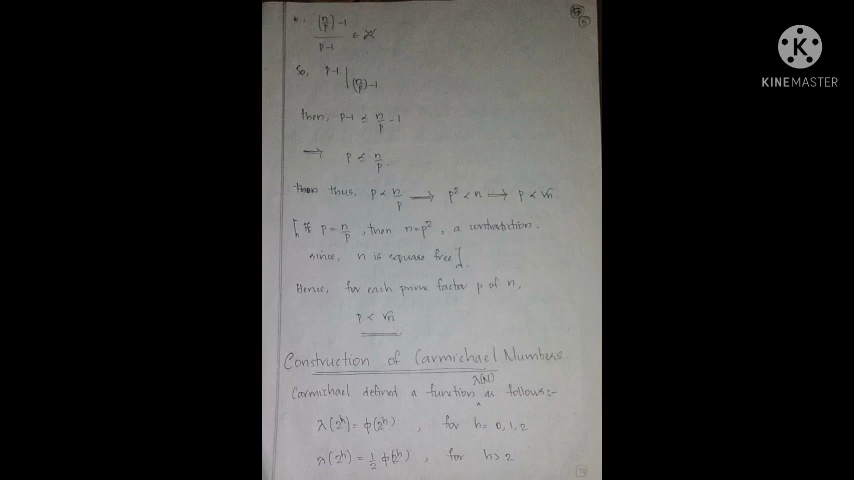 (n/p)-1 / p-1 ∈ ℤ
So, p-1 | (n/p)-1
then, p-1 ≤ n/p -1
⟹ p ≤ n/p.
thus, p < n/p ⟹ p² < n ⟹ p < √n
[ If p = n/p, then n=p², a contradiction.
since, n is square free ].
Hence, for each prime factor p of n,
p < √n
Construction of Carmichael Numbers
Carmichael defined a function λ(N) as follows:-
λ(2ʰ) = φ(2ʰ), for h = 0, 1, 2
λ(2ʰ) = 1/2 φ(2ʰ), for h > 2
K
KINEMASTER